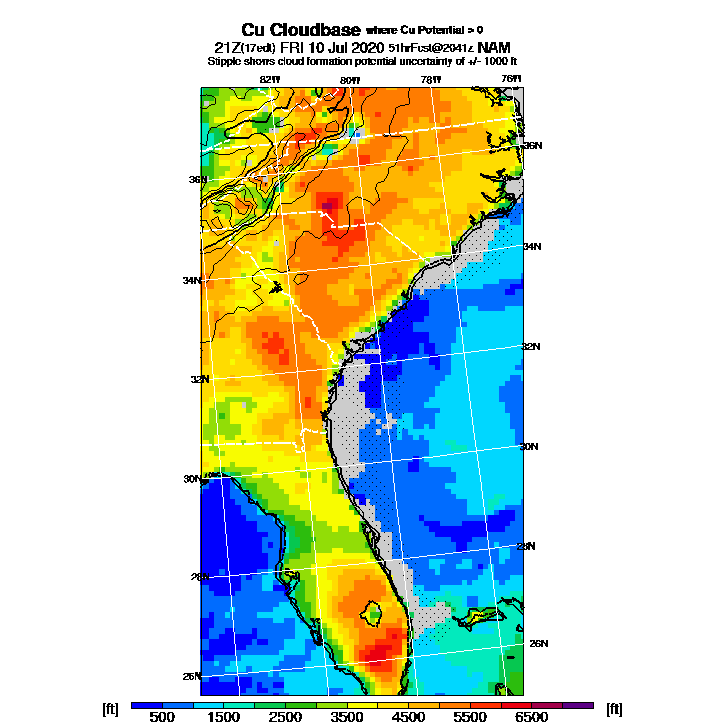 Cu Cloudbase where Cu Potential > 0
21Z(17edt) FRI 10 Jul 2020 51hrFcst@2041z NAM
Stipple shows cloud formation potential uncertainty of +/- 1000 ft
82W 80W 78W 76W
36N
36N
34N
34N
32N
32N
30N
30N
28N
28N
26N
26N
[ft] 500 1500 2500 3500 4500 5500 6500 [ft]